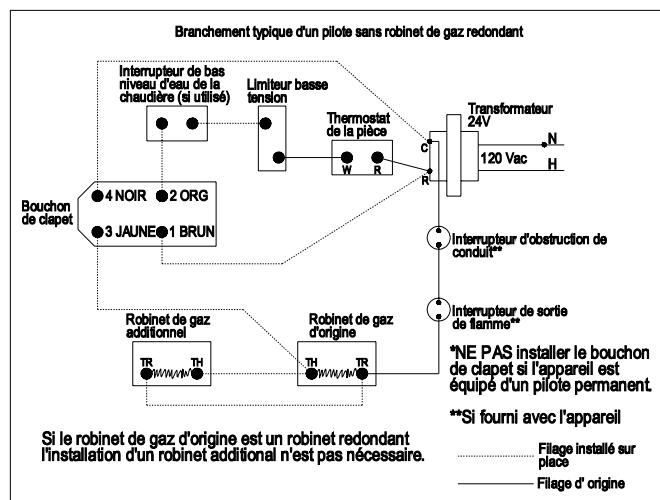 Branchement typique d'un pilote sans robinet de gaz redondant
Interrupteur de bas
niveau d'eau de la
chaudière (si utilisé)
Limiteur basse
tension
Thermostat
de la pièce
W
R
Transformateur
24V
C
R
120 Vac
N
H
Bouchon
de clapet
4 NOIR
2 ORG
3 JAUNE
1 BRUN
Interrupteur d'obstruction de
conduit**
Interrupteur de sortie
de flamme**
Robinet de gaz
additionnel
TR
TH
Robinet de gaz
d'origine
TH
TR
*NE PAS installer le bouchon
de clapet si l'appareil est
équipé d'un pilote permanent.
**Si fourni avec l'appareil
Si le robinet de gaz d'origine est un robinet redondant
l'installation d'un robinet additional n'est pas nécessaire.
Filage installé sur
place
Filage d' origine